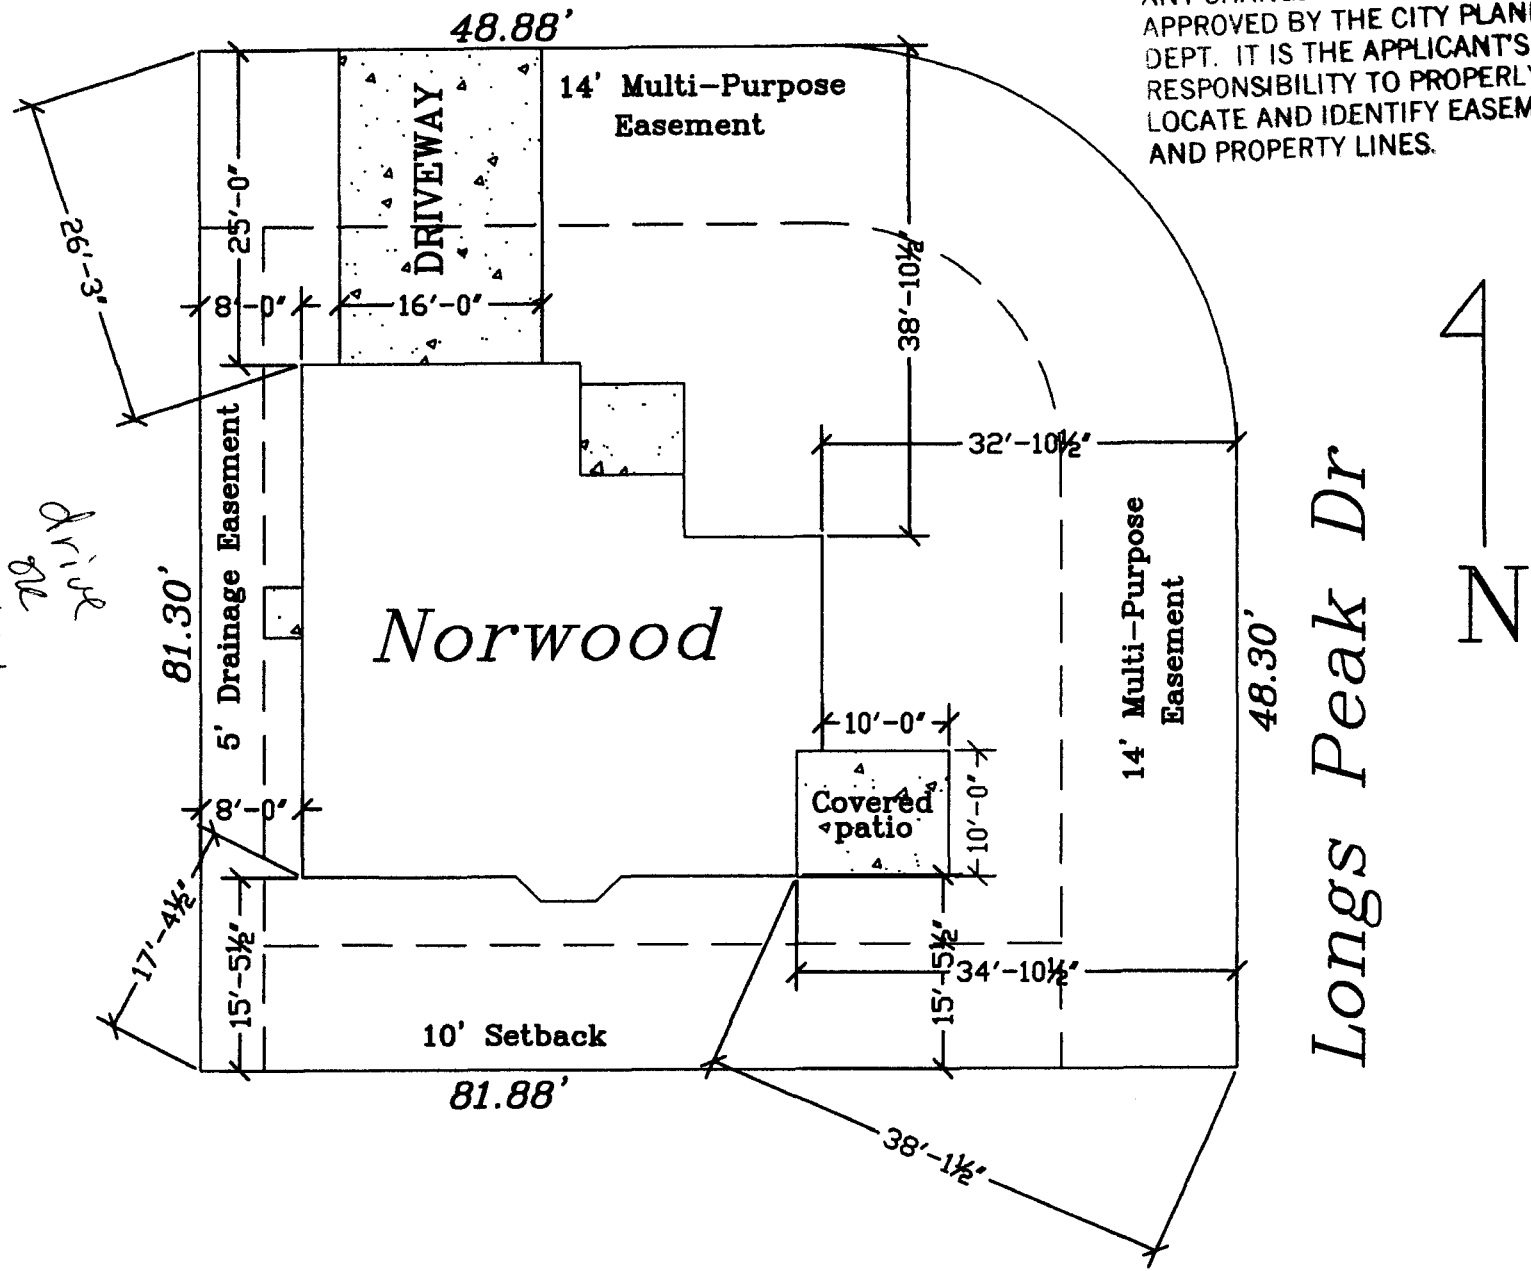 APPROVED BY THE CITY
DEPT. IT IS THE APPLICANT'S
RESPONSIBILITY TO PROPERLY
LOCATE AND IDENTIFY
AND PROPERTY LINES.
48.88'
14' Multi-Purpose
Easement
DRIVEWAY
25'-0"
26'-3"
8'-0"
16'-0"
38'-10½"
32'-10½"
5' Drainage Easement
81.30'
drive
Norwood
14' Multi-Purpose
Easement
48.30'
Longs Peak Dr
N
10'-0"
10'-0"
Covered
patio
8'-0"
17'-4½"
15'-5½"
15'-5½"
34'-10½"
10' Setback
81.88'
38'-1½"